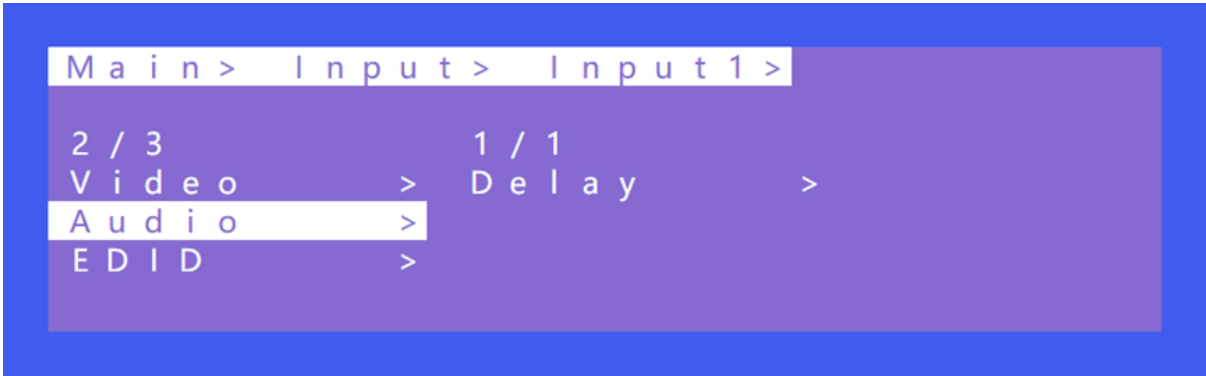 Main> Input> Input1>
2/3 1/1
Video > Delay >
Audio >
EDID >